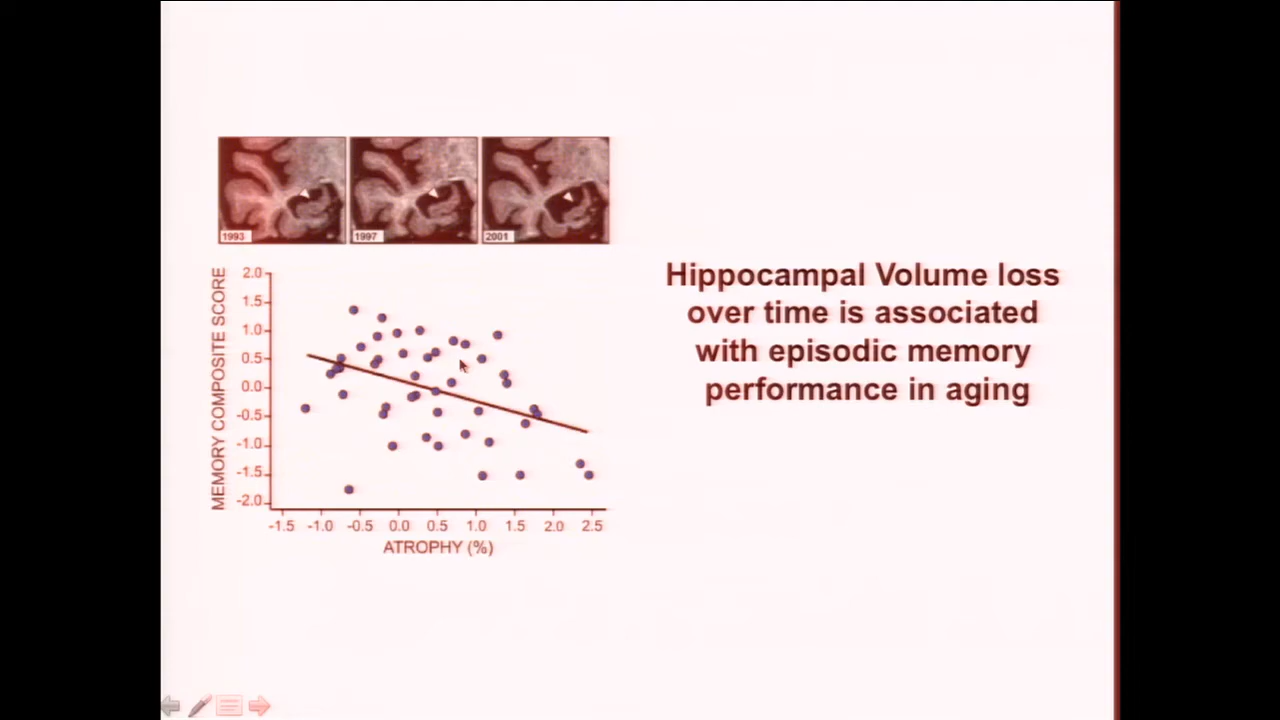 1993
1997
2001
Hippocampal Volume loss
over time is associated
with episodic memory
performance in aging
MEMORY COMPOSITE SCORE
2.0
1.5
1.0
0.5
0.0
-0.5
-1.0
-1.5
-2.0
-1.5 -1.0 -0.5 0.0 0.5 1.0 1.5 2.0 2.5
ATROPHY (%)